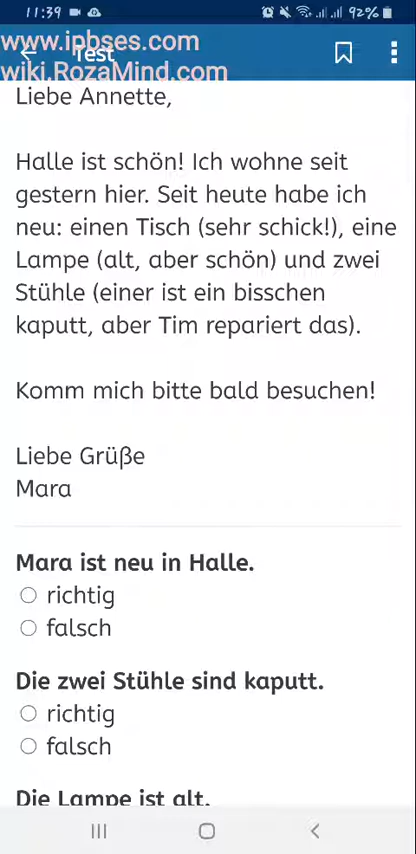 11:39
92%
www.ipbses.com
Test
wiki.RozaMind.com
Liebe Annette,
Halle ist schön! Ich wohne seit
gestern hier. Seit heute habe ich
neu: einen Tisch (sehr schick!), eine
Lampe (alt, aber schön) und zwei
Stühle (einer ist ein bisschen
kaputt, aber Tim repariert das).
Komm mich bitte bald besuchen!
Liebe Grüße
Mara
Mara ist neu in Halle.
richtig
falsch
Die zwei Stühle sind kaputt.
richtig
falsch
Die Lampe ist alt.